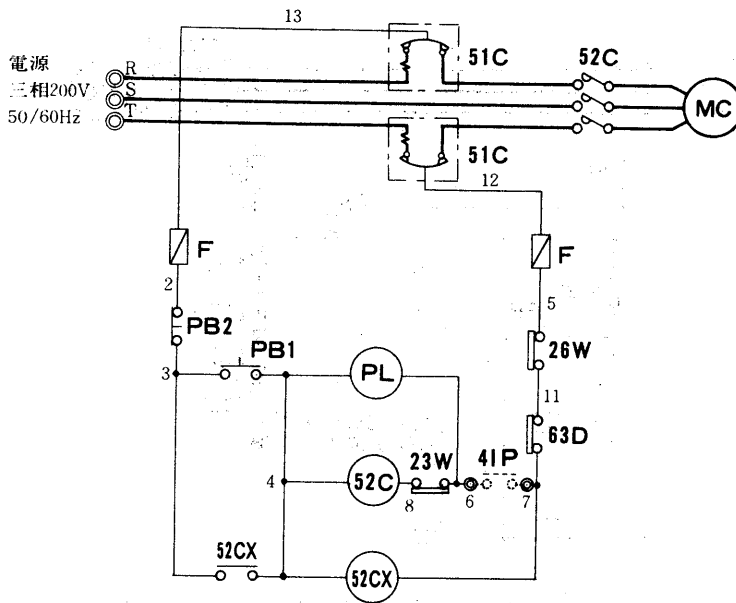 13
電源
三相200V
50/60Hz
R
S
T
51C
52C
MC
51C
12
F
F
2
5
PB2
26W
PB1
3
PL
11
63D
23W
41P
4
52C
8
6
7
52CX
52CX